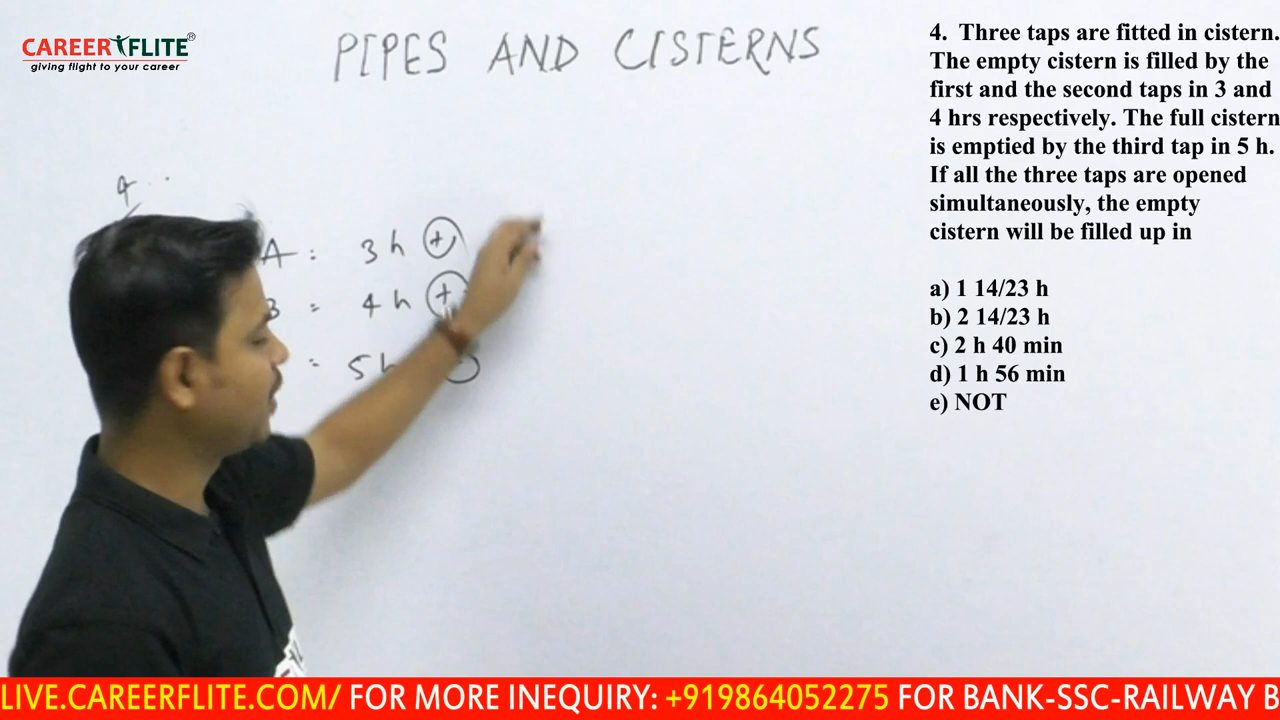 CAREER FLITE®
giving flight to your career
PIPES AND CISTERNS
4. Three taps are fitted in cistern.
The empty cistern is filled by the
first and the second taps in 3 and
4 hrs respectively. The full cistern
is emptied by the third tap in 5 h.
If all the three taps are opened
simultaneously, the empty
cistern will be filled up in
a) 1 14/23 h
b) 2 14/23 h
c) 2 h 40 min
d) 1 h 56 min
e) NOT
A : 3 h +
B = 4 h +
= 5 h
LIVE.CAREERFLITE.COM/ FOR MORE INEQUIRY: +919864052275 FOR BANK-SSC-RAILWAY B